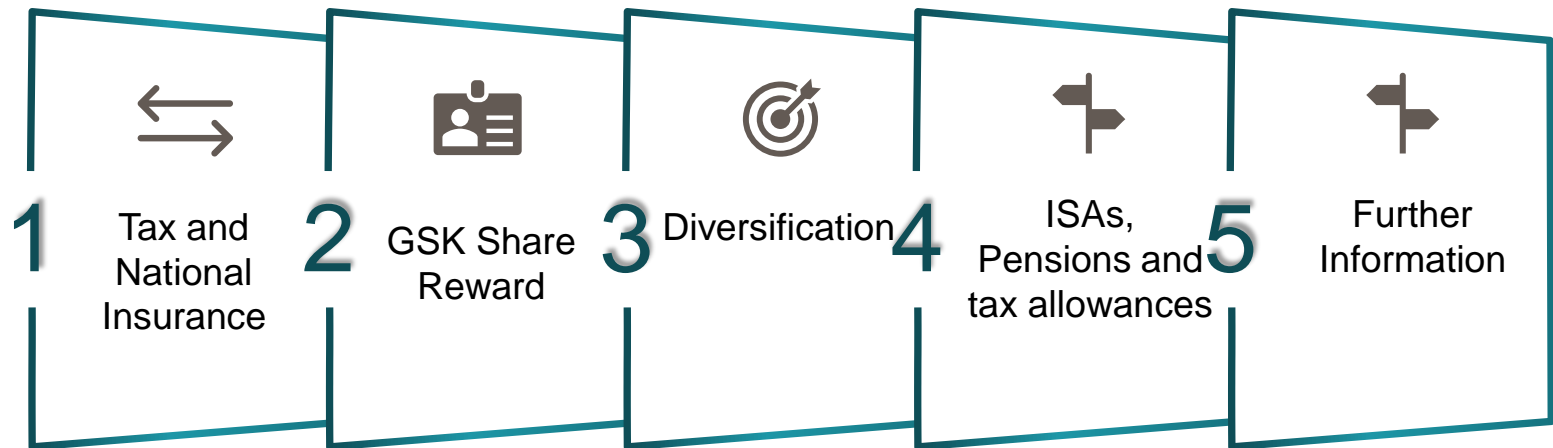 1
Tax and
National
Insurance
2
GSK Share
Reward
3
Diversification
4
ISAs,
Pensions and
tax allowances
5
Further
Information